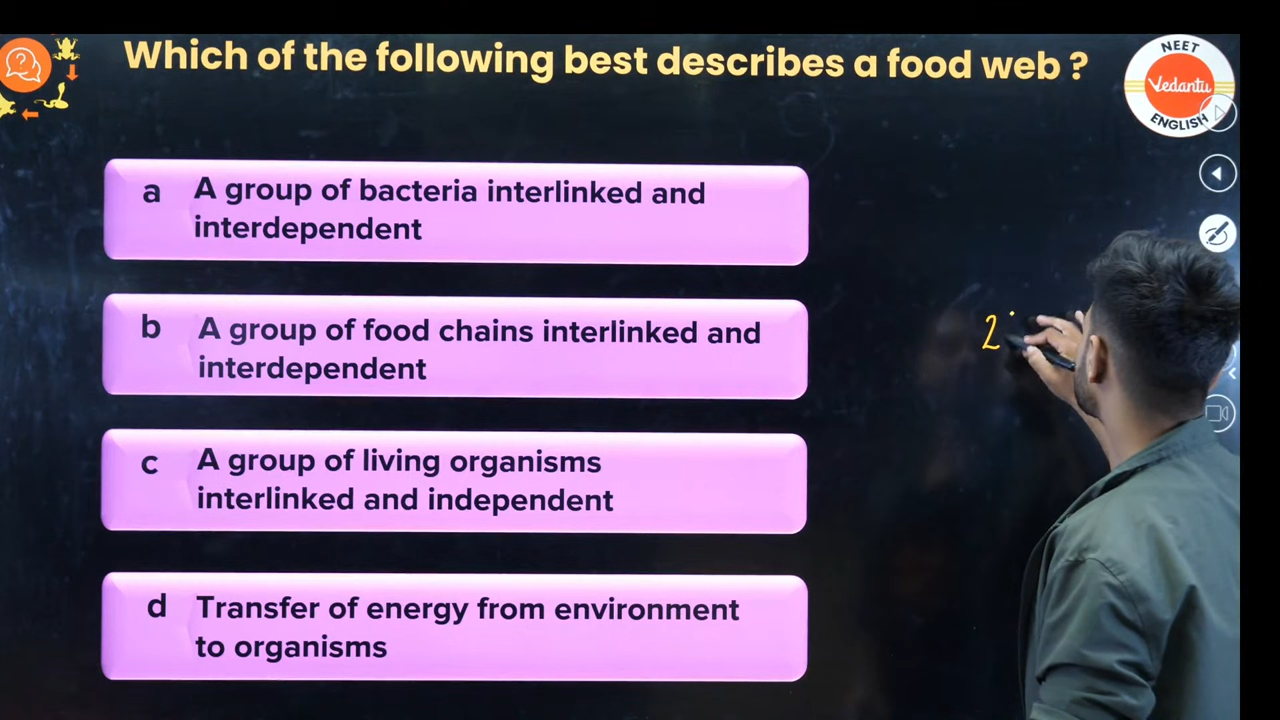 Which of the following best describes a food web ?
NEET
Vedantu
ENGLISH
a A group of bacteria interlinked and
interdependent
b A group of food chains interlinked and
interdependent
2
c A group of living organisms
interlinked and independent
d Transfer of energy from environment
to organisms